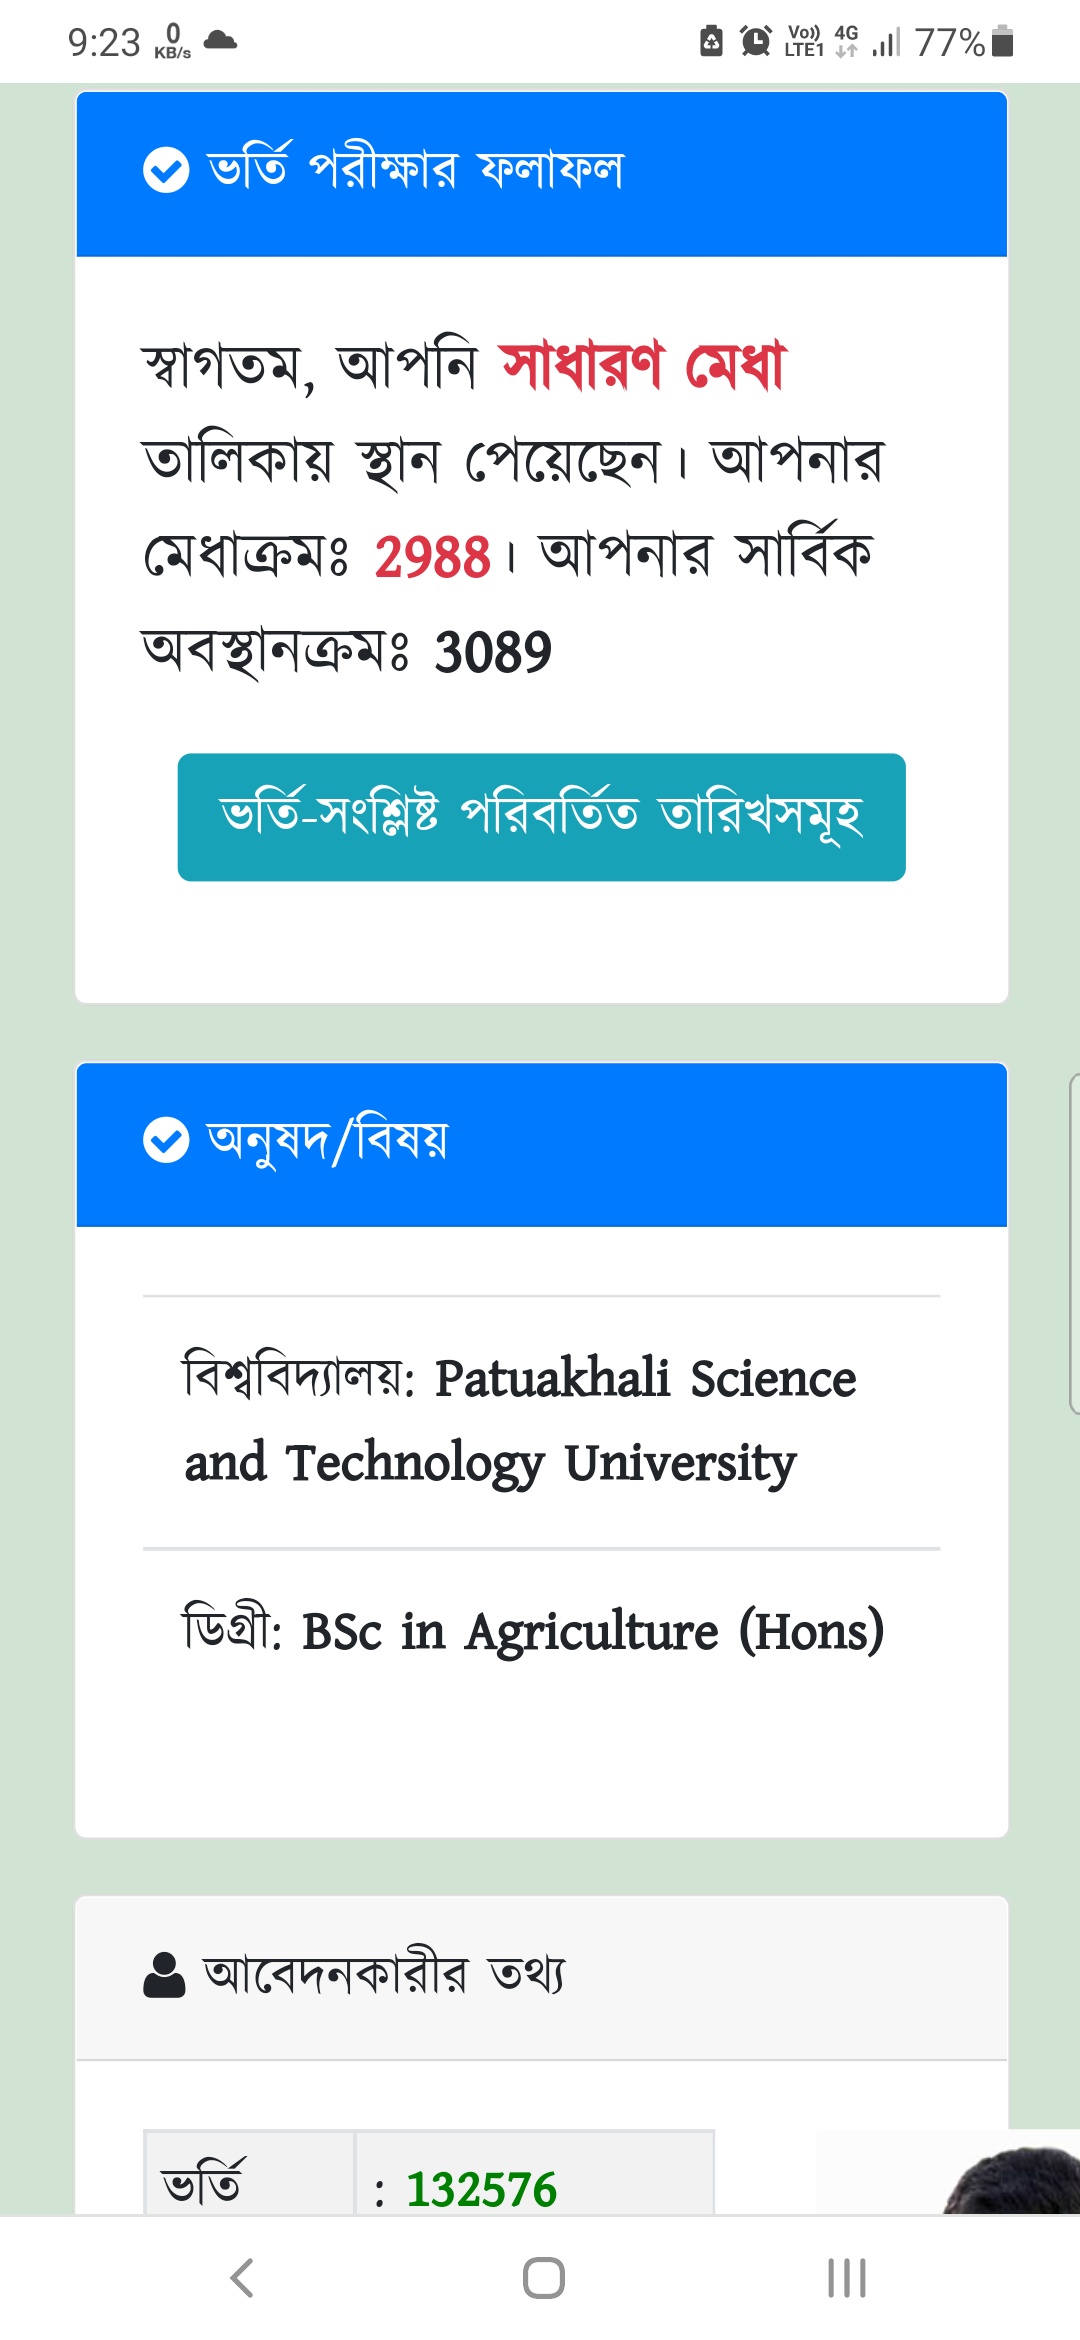 9:23 0 KB/s Vo)) LTE1 4G 77%
ভর্তি পরীক্ষার ফলাফল
স্বাগতম, আপনি সাধারণ মেধা
তালিকায় স্থান পেয়েছেন। আপনার
মেধাক্রমঃ 2988। আপনার সার্বিক
অবস্থানক্রমঃ 3089
ভর্তি-সংশ্লিষ্ট পরিবর্তিত তারিখসমূহ
অনুষদ/বিষয়
বিশ্ববিদ্যালয়: Patuakhali Science
and Technology University
ডিগ্রী: BSc in Agriculture (Hons)
আবেদনকারীর তথ্য
ভর্তি : 132576